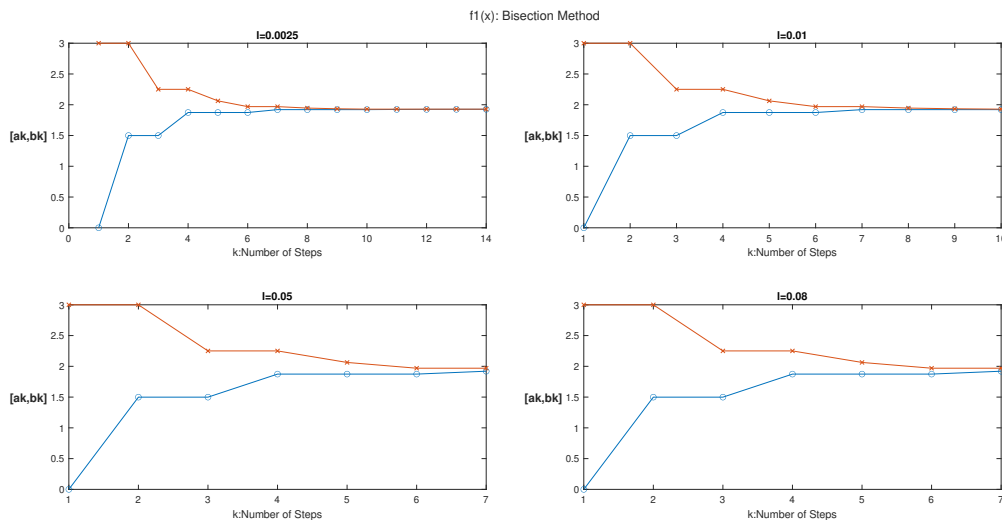 f1(x): Bisection Method
l=0.0025
3
2.5
2
[ak,bk]
1.5
1
0.5
0
0 2 4 6 8 10 12 14
k:Number of Steps
l=0.01
3
2.5
2
[ak,bk]
1.5
1
0.5
0
1 2 3 4 5 6 7 8 9 10
k:Number of Steps
l=0.05
3
2.5
2
[ak,bk]
1.5
1
0.5
0
1 2 3 4 5 6 7
k:Number of Steps
l=0.08
3
2.5
2
[ak,bk]
1.5
1
0.5
0
1 2 3 4 5 6 7
k:Number of Steps